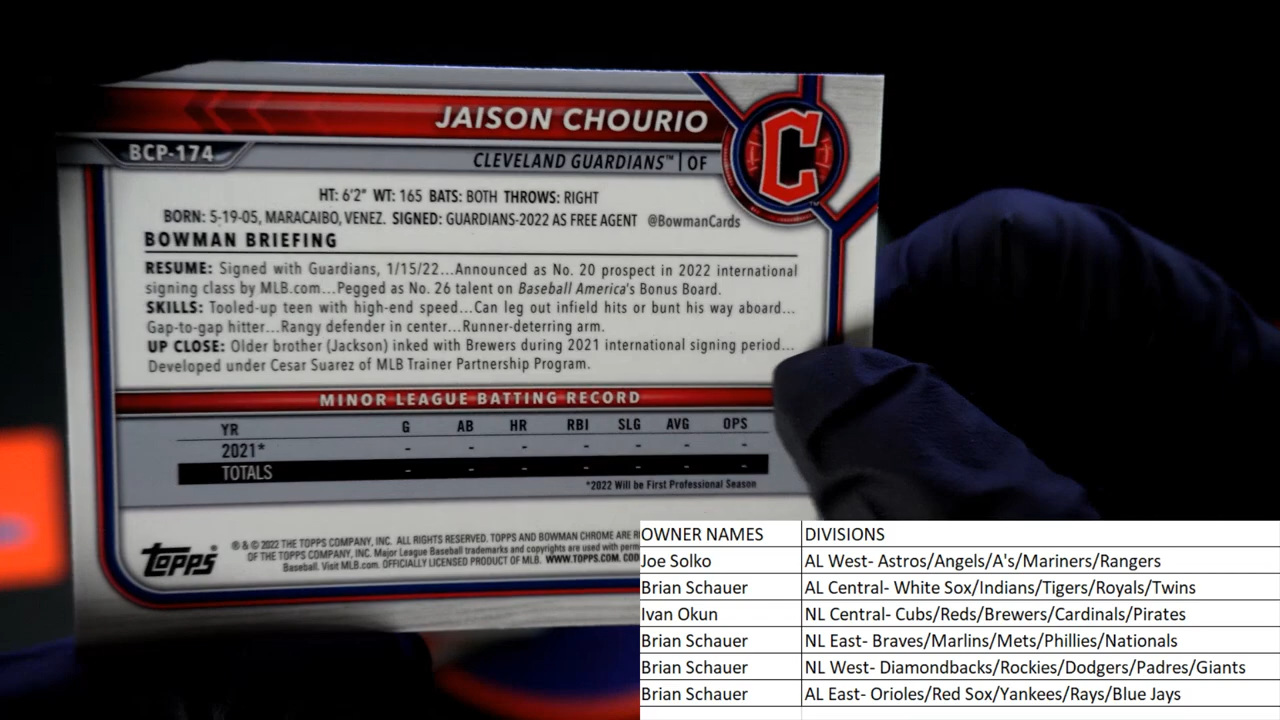 JAISON CHOURIO
BCP-174
CLEVELAND GUARDIANS™ | OF
C
HT: 6'2" WT: 165 BATS: BOTH THROWS: RIGHT
BORN: 5-19-05, MARACAIBO, VENEZ. SIGNED: GUARDIANS-2022 AS FREE AGENT @BowmanCards
BOWMAN BRIEFING
RESUME: Signed with Guardians, 1/15/22...Announced as No. 20 prospect in 2022 international
signing class by MLB.com...Pegged as No. 26 talent on Baseball America's Bonus Board.
SKILLS: Tooled-up teen with high-end speed...Can leg out infield hits or bunt his way aboard...
Gap-to-gap hitter...Rangy defender in center...Runner-deterring arm.
UP CLOSE: Older brother (Jackson) inked with Brewers during 2021 international signing period...
Developed under Cesar Suarez of MLB Trainer Partnership Program.
MINOR LEAGUE BATTING RECORD
YR G AB HR RBI SLG AVG OPS
2021* - - - - - - -
TOTALS - - - - - - -
*2022 Will be First Professional Season
Topps
® & © 2022 THE TOPPS COMPANY, INC. ALL RIGHTS RESERVED. TOPPS AND BOWMAN CHROME ARE
OF THE TOPPS COMPANY, INC. Major League Baseball trademarks and copyrights are used with
Baseball. Visit MLB.com. OFFICIALLY LICENSED PRODUCT OF MLB. WWW.TOPPS.COM.
OWNER NAMES DIVISIONS
Joe Solko AL West- Astros/Angels/A's/Mariners/Rangers
Brian Schauer AL Central- White Sox/Indians/Tigers/Royals/Twins
Ivan Okun NL Central- Cubs/Reds/Brewers/Cardinals/Pirates
Brian Schauer NL East- Braves/Marlins/Mets/Phillies/Nationals
Brian Schauer NL West- Diamondbacks/Rockies/Dodgers/Padres/Giants
Brian Schauer AL East- Orioles/Red Sox/Yankees/Rays/Blue Jays